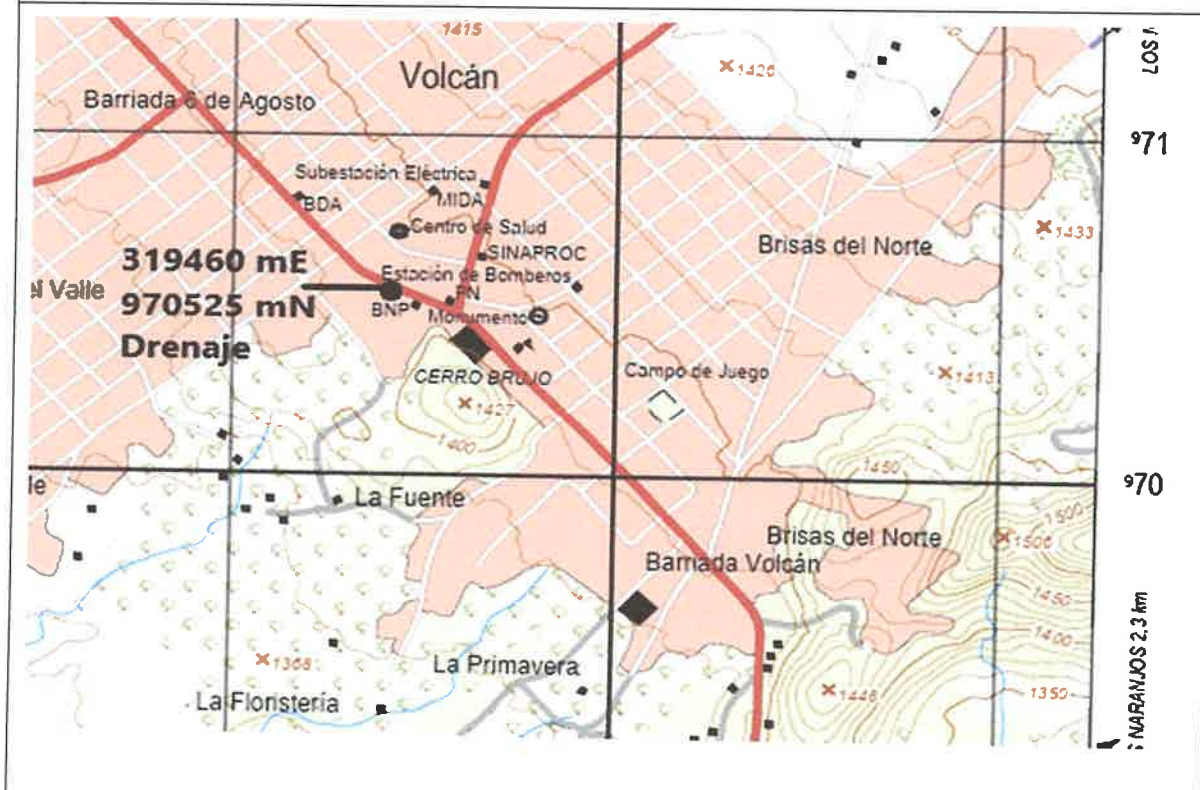 1415
Volcán
1426
LOS
Barriada 6 de Agosto
971
Subestación Eléctrica
BDA
MIDA
Centro de Salud
1433
SINAPROC
Brisas del Norte
319460 mE
Estación de Bomberos
el Valle
PN
970525 mN
BNP
Monumento
Drenaje
CERRO BRUJO
Campo de Juego
1413
1427
1400
1450
970
le
La Fuente
1500
Brisas del Norte
1506
Barriada Volcán
1450
1400
NARANJOS 2,3 km
1368
La Primavera
1446
1350
La Floristería